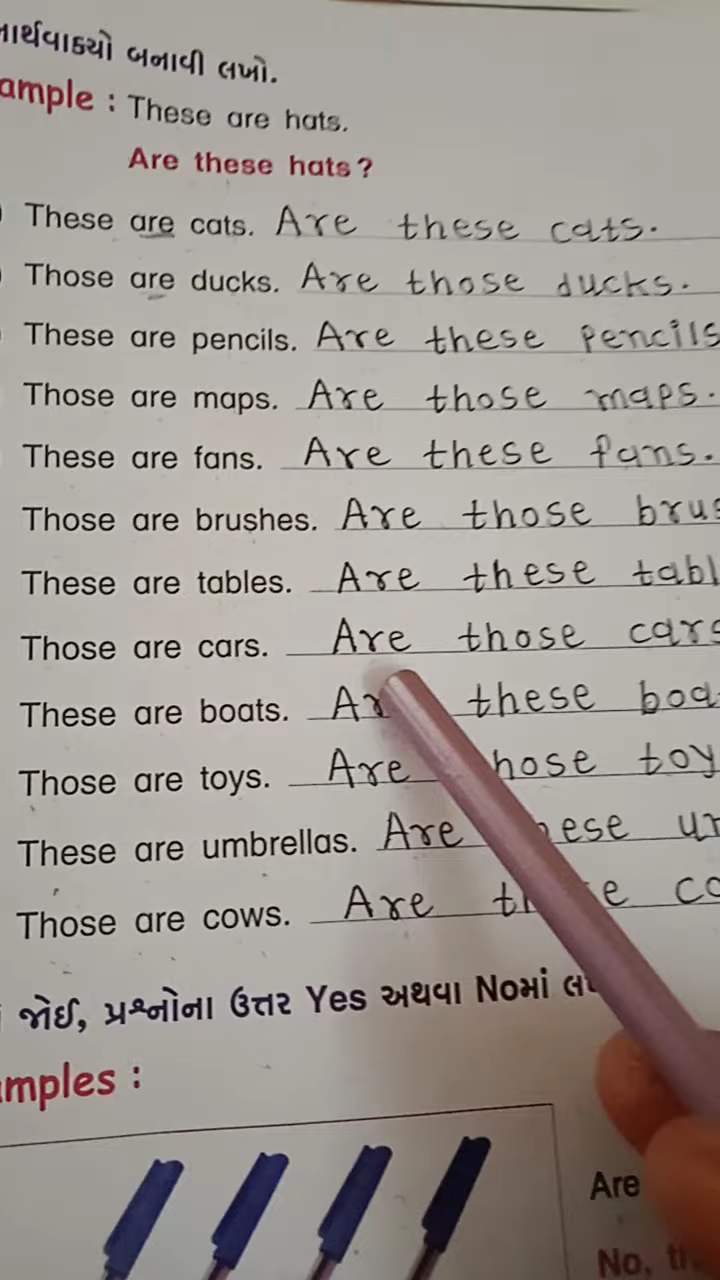 બનાવી લખો.
These are hats.
Are these hats?
These are cats. Are these cats.
Those are ducks. Are those ducks.
These are pencils. Are these pencils
Those are maps. Are those maps.
These are fans. Are these fans.
Those are brushes. Are those
These are tables. Are these
Those are cars. Are those cars
These are boats. these
Those are toys. Are
These are umbrellas. Are
Those are cows. Are
જોઈ, પ્રશ્નોના ઉત્તર Yes અથવા Noમાં
:
Are
No,